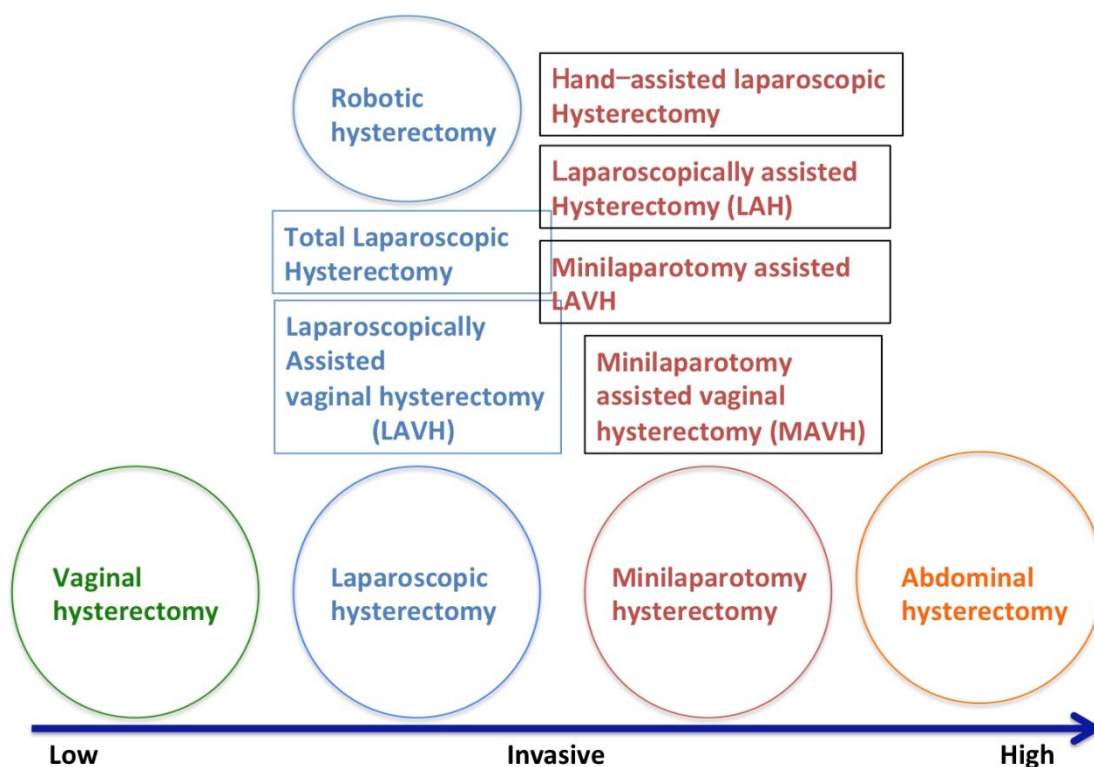 Robotic
hysterectomy
Hand-assisted laparoscopic
Hysterectomy
Laparoscopically assisted
Hysterectomy (LAH)
Total Laparoscopic
Hysterectomy
Minilaparotomy assisted
LAVH
Laparoscopically
Assisted
vaginal hysterectomy
(LAVH)
Minilaparotomy
assisted vaginal
hysterectomy (MAVH)
Vaginal
hysterectomy
Laparoscopic
hysterectomy
Minilaparotomy
hysterectomy
Abdominal
hysterectomy
Low
Invasive
High